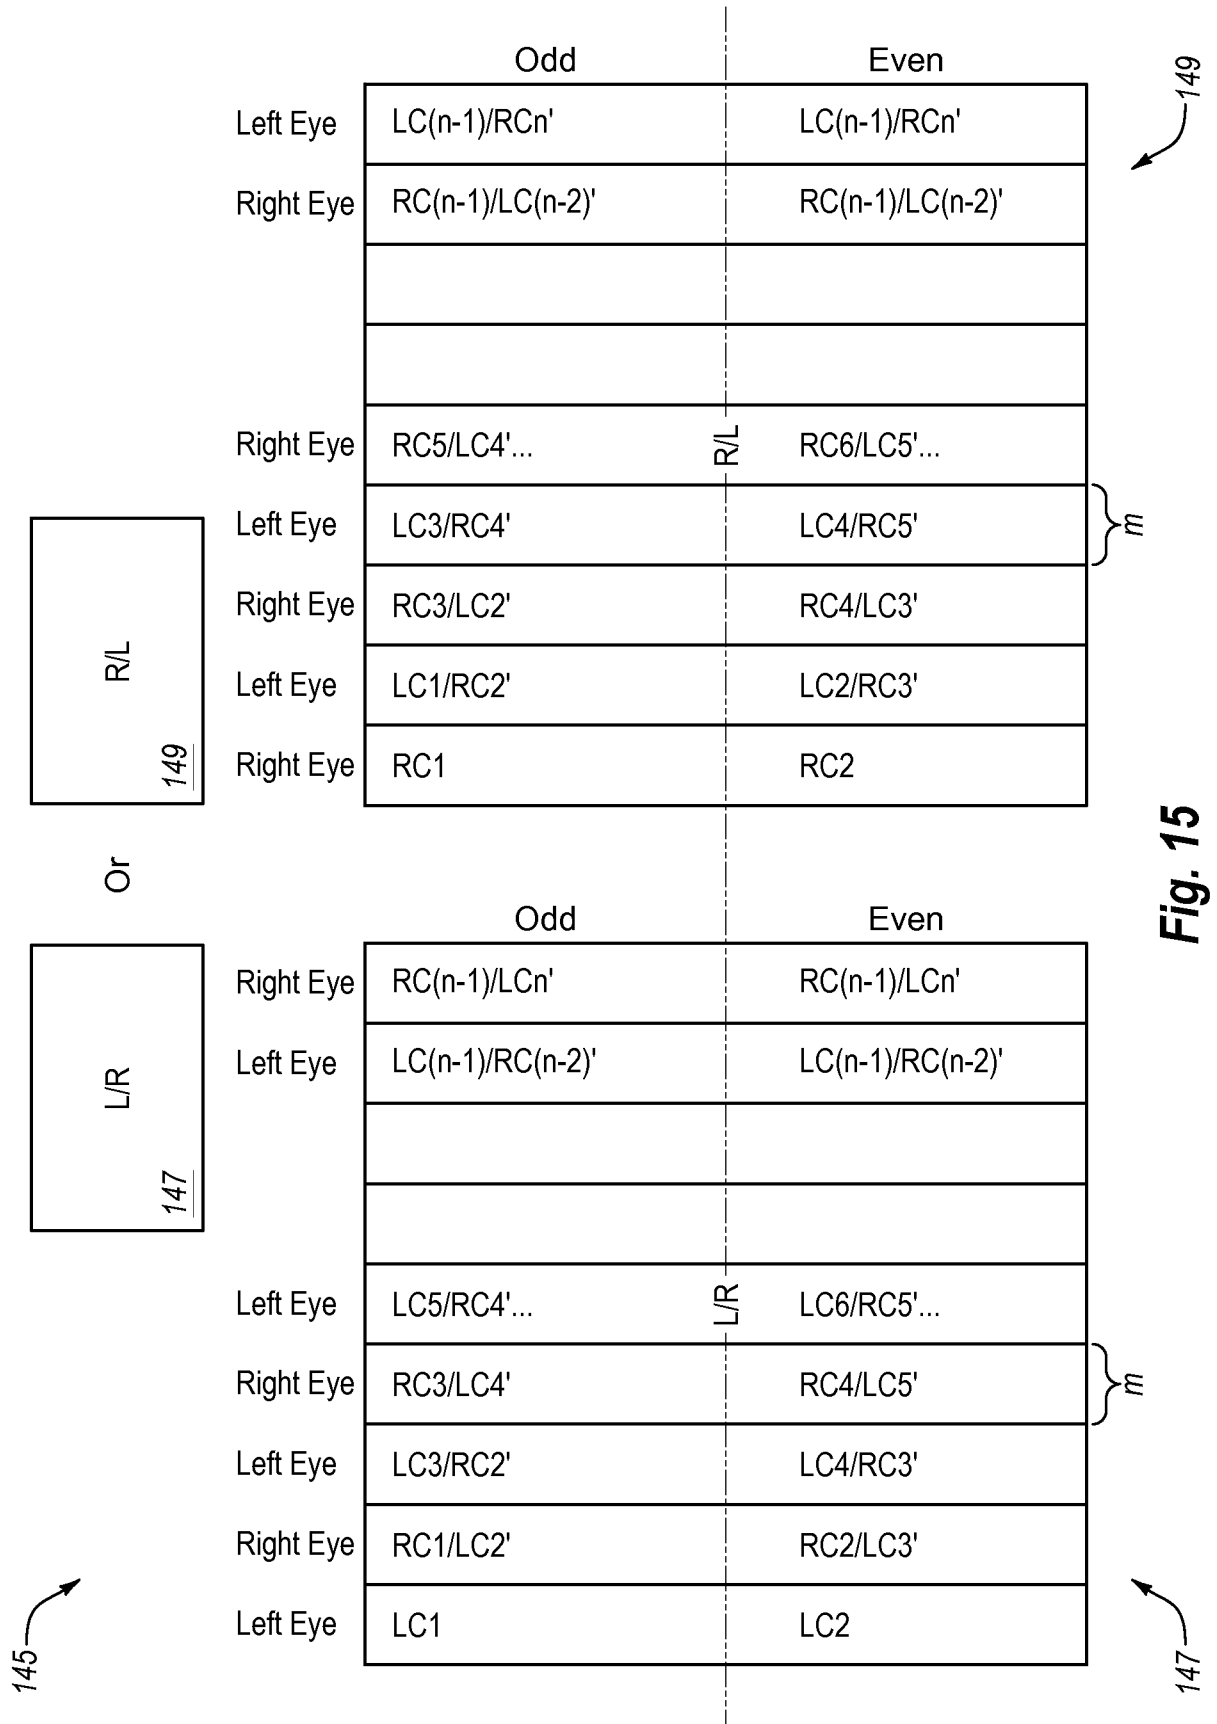 Odd Even
Left Eye LC(n-1)/RCn' LC(n-1)/RCn'
149
Right Eye RC(n-1)/LC(n-2)' RC(n-1)/LC(n-2)'
Right Eye RC5/LC4'... R/L RC6/LC5'...
Left Eye LC3/RC4' LC4/RC5' m
Right Eye RC3/LC2' RC4/LC3'
R/L
149
Left Eye LC1/RC2' LC2/RC3'
Right Eye RC1 RC2
Or
Fig. 15
Odd Even
Right Eye RC(n-1)/LCn' RC(n-1)/LCn'
Left Eye LC(n-1)/RC(n-2)' LC(n-1)/RC(n-2)'
L/R
147
Left Eye LC5/RC4'... L/R LC6/RC5'...
Right Eye RC3/LC4' RC4/LC5' m
Left Eye LC3/RC2' LC4/RC3'
Right Eye RC1/LC2' RC2/LC3'
Left Eye LC1 LC2
145
147